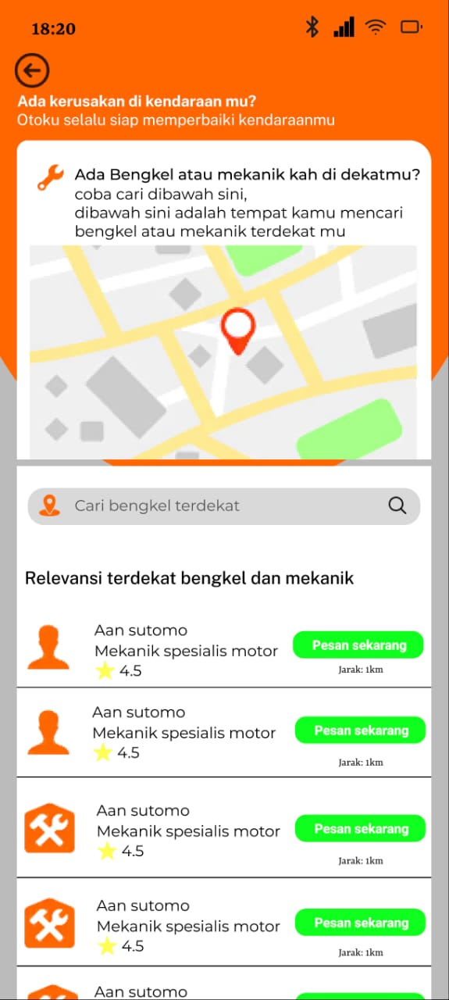 18:20
Ada kerusakan di kendaraan mu?
Otoku selalu siap memperbaiki kendaraanmu
Ada Bengkel atau mekanik kah di dekatmu?
coba cari dibawah sini,
dibawah sini adalah tempat kamu mencari
bengkel atau mekanik terdekat mu
Cari bengkel terdekat
Relevansi terdekat bengkel dan mekanik
Aan sutomo
Mekanik spesialis motor
4.5
Pesan sekarang
Jarak: 1km
Aan sutomo
Mekanik spesialis motor
4.5
Pesan sekarang
Jarak: 1km
Aan sutomo
Mekanik spesialis motor
4.5
Pesan sekarang
Jarak: 1km
Aan sutomo
Mekanik spesialis motor
4.5
Pesan sekarang
Jarak: 1km
Aan sutomo